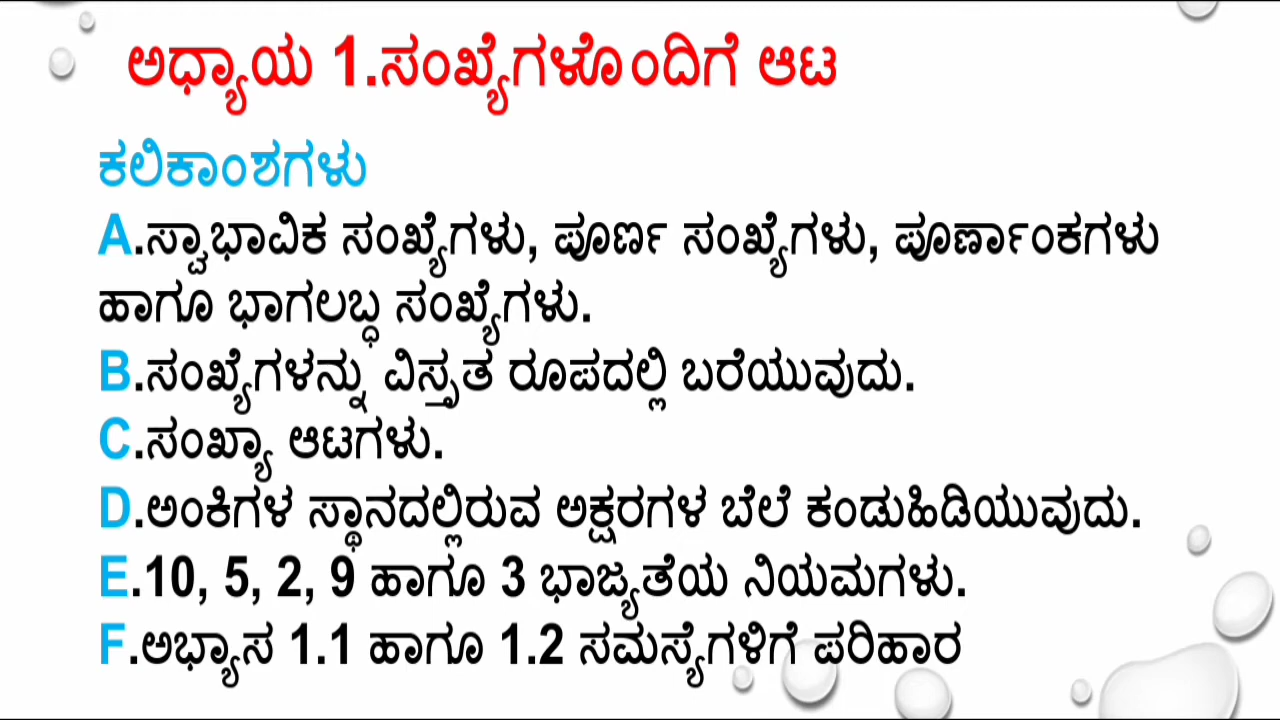 ಅಧ್ಯಾಯ 1.ಸಂಖ್ಯೆಗಳೊಂದಿಗೆ ಆಟ
ಕಲಿಕಾಂಶಗಳು
A.ಸ್ವಾಭಾವಿಕ ಸಂಖ್ಯೆಗಳು, ಪೂರ್ಣ ಸಂಖ್ಯೆಗಳು, ಪೂರ್ಣಾಂಕಗಳು
ಹಾಗೂ ಭಾಗಲಬ್ಧ ಸಂಖ್ಯೆಗಳು.
B.ಸಂಖ್ಯೆಗಳನ್ನು ವಿಸ್ತೃತ ರೂಪದಲ್ಲಿ ಬರೆಯುವುದು.
C.ಸಂಖ್ಯಾ ಆಟಗಳು.
D.ಅಂಕಿಗಳ ಸ್ಥಾನದಲ್ಲಿರುವ ಅಕ್ಷರಗಳ ಬೆಲೆ ಕಂಡುಹಿಡಿಯುವುದು.
E.10, 5, 2, 9 ಹಾಗೂ 3 ಭಾಜ್ಯತೆಯ ನಿಯಮಗಳು.
F.ಅಭ್ಯಾಸ 1.1 ಹಾಗೂ 1.2 ಸಮಸ್ಯೆಗಳಿಗೆ ಪರಿಹಾರ